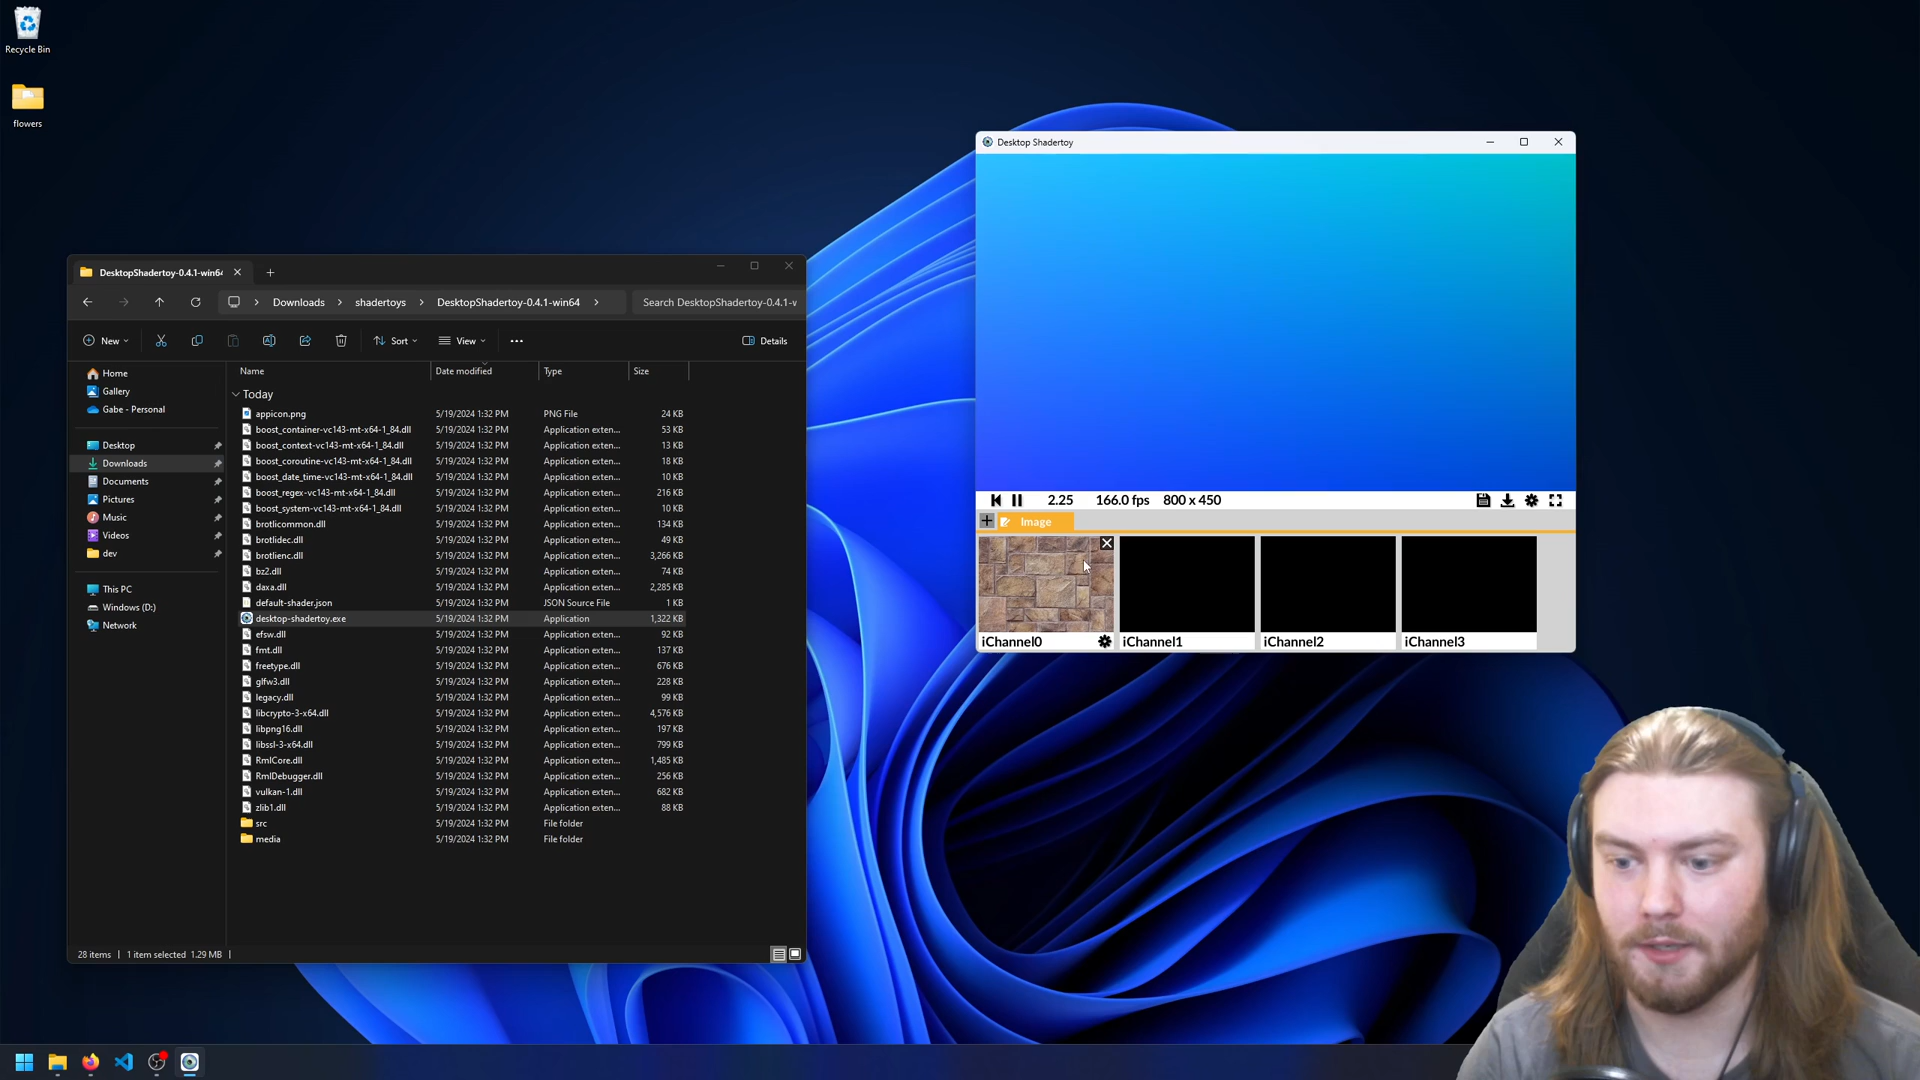 Recycle Bin
flowers
DesktopShadertoy-0.4.1-win64
Downloads
shadertoys
DesktopShadertoy-0.4.1-win64
Search DesktopShadertoy-0.4.1-w
New
Sort
View
Details
Name
Date modified
Type
Size
Home
Gallery
Gabe - Personal
Desktop
Downloads
Documents
Pictures
Music
Videos
dev
This PC
Windows (D:)
Network
Today
appicon.png 5/19/2024 1:32 PM PNG File 24 KB
boost_container-vc143-mt-x64-1_84.dll 5/19/2024 1:32 PM Application exten... 53 KB
boost_context-vc143-mt-x64-1_84.dll 5/19/2024 1:32 PM Application exten... 13 KB
boost_coroutine-vc143-mt-x64-1_84.dll 5/19/2024 1:32 PM Application exten... 18 KB
boost_date_time-vc143-mt-x64-1_84.dll 5/19/2024 1:32 PM Application exten... 10 KB
boost_regex-vc143-mt-x64-1_84.dll 5/19/2024 1:32 PM Application exten... 216 KB
boost_system-vc143-mt-x64-1_84.dll 5/19/2024 1:32 PM Application exten... 10 KB
brotlicommon.dll 5/19/2024 1:32 PM Application exten... 134 KB
brotlidec.dll 5/19/2024 1:32 PM Application exten... 49 KB
brotlienc.dll 5/19/2024 1:32 PM Application exten... 3,266 KB
bz2.dll 5/19/2024 1:32 PM Application exten... 74 KB
daxa.dll 5/19/2024 1:32 PM Application exten... 2,285 KB
default-shader.json 5/19/2024 1:32 PM JSON Source File 1 KB
desktop-shadertoy.exe 5/19/2024 1:32 PM Application 1,322 KB
efsw.dll 5/19/2024 1:32 PM Application exten... 92 KB
fmt.dll 5/19/2024 1:32 PM Application exten... 137 KB
freetype.dll 5/19/2024 1:32 PM Application exten... 676 KB
glfw3.dll 5/19/2024 1:32 PM Application exten... 228 KB
legacy.dll 5/19/2024 1:32 PM Application exten... 99 KB
libcrypto-3-x64.dll 5/19/2024 1:32 PM Application exten... 4,576 KB
libpng16.dll 5/19/2024 1:32 PM Application exten... 197 KB
libssl-3-x64.dll 5/19/2024 1:32 PM Application exten... 799 KB
RmlCore.dll 5/19/2024 1:32 PM Application exten... 1,485 KB
RmlDebugger.dll 5/19/2024 1:32 PM Application exten... 256 KB
vulkan-1.dll 5/19/2024 1:32 PM Application exten... 682 KB
zlib1.dll 5/19/2024 1:32 PM Application exten... 88 KB
src 5/19/2024 1:32 PM File folder
media 5/19/2024 1:32 PM File folder
28 items 1 item selected 1.29 MB
Desktop Shadertoy
2.25 166.0 fps 800 x 450
Image
iChannel0 iChannel1 iChannel2 iChannel3